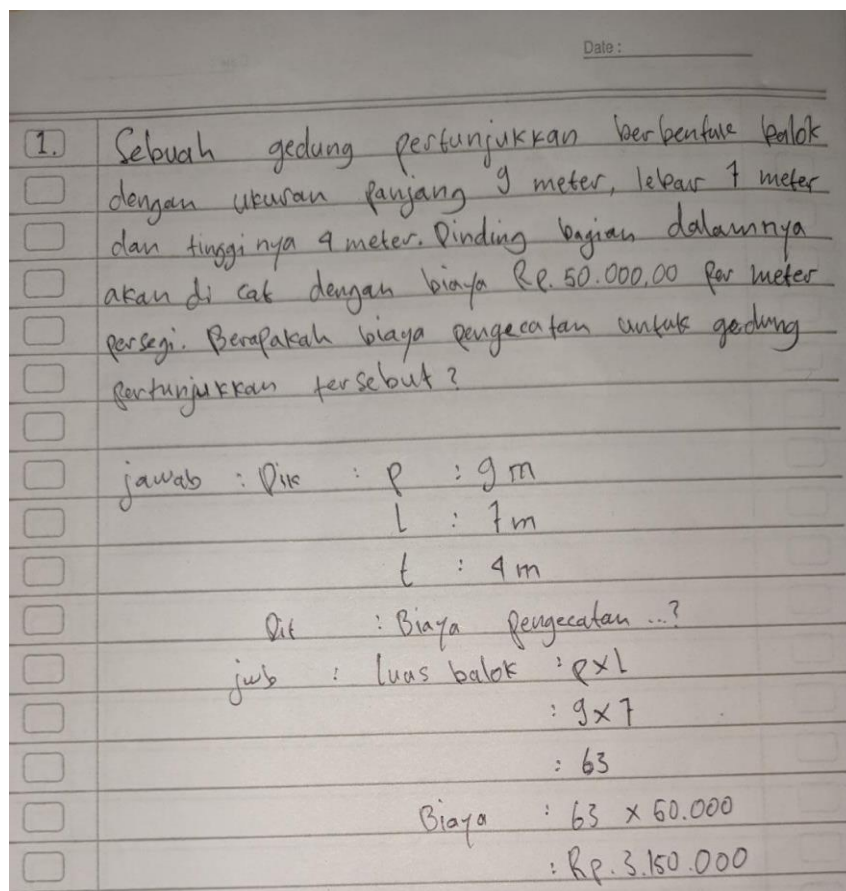 Date :
1. Sebuah gedung pertunjukkan berbentuk balok
dengan ukuran panjang 9 meter, lebar 7 meter
dan tingginya 4 meter. Dinding bagian dalamnya
akan di cat dengan biaya Rp. 50.000,00 per meter
persegi. Berapakah biaya pengecatan untuk gedung
pertunjukkan tersebut?
jawab : Dik : p : 9 m
l : 7 m
t : 4 m
Dit : Biaya pengecatan ...?
jwb : luas balok : p x l
: 9 x 7
: 63
Biaya : 63 x 50.000
: Rp. 3.150.000